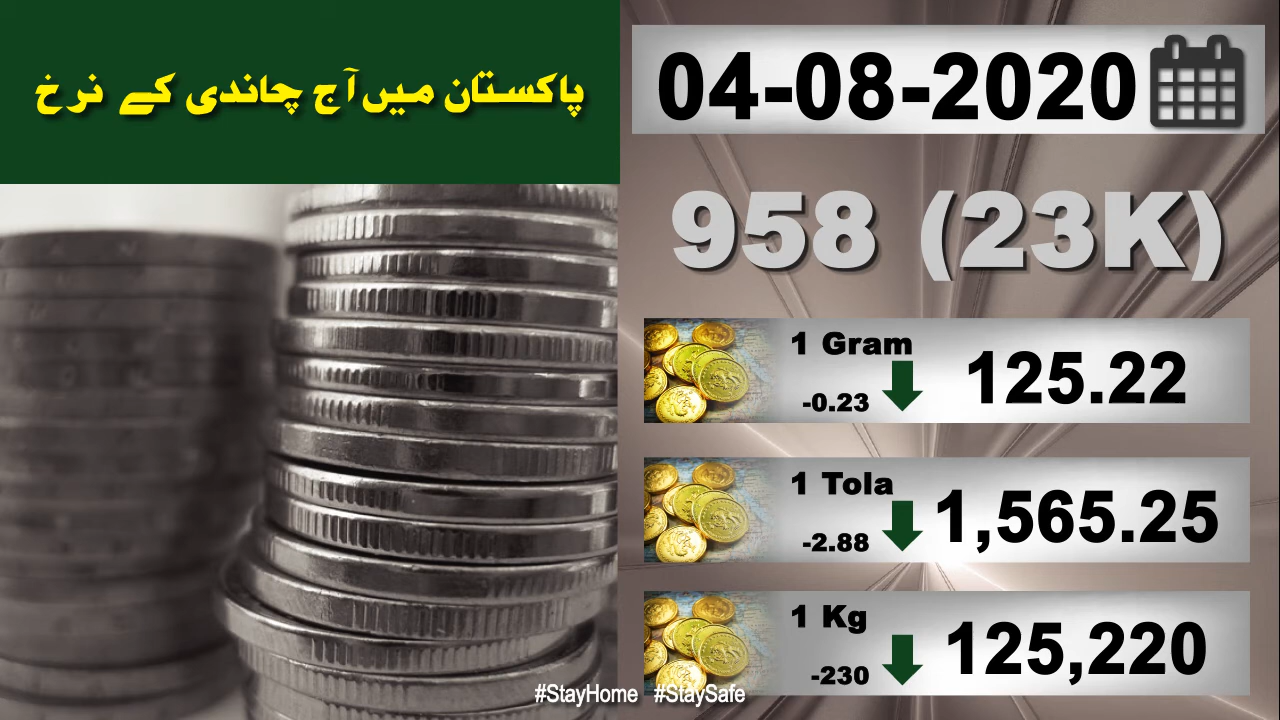 پاکستان میں آج چاندی کے نرخ
04-08-2020
958 (23K)
1 Gram
-0.23
125.22
1 Tola
-2.88
1,565.25
1 Kg
-230
125,220
#StayHome #StaySafe